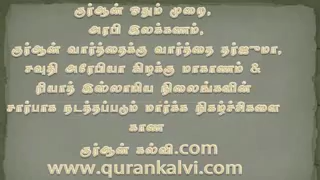 குர்ஆன் ஓதும் முறை,
அரபி இலக்கணம்,
குர்ஆன் வார்த்தைக்கு வார்த்தை தர்ஜுமா,
சவுதி அரேபியா கிழக்கு மாகாணம் &
ரியாத் இஸ்லாமிய நிலையங்களின்
சார்பாக நடத்தப்படும் மார்க்க நிகழ்ச்சிகளை
காண
குர்ஆன் கல்வி.com
www.qurankalvi.com